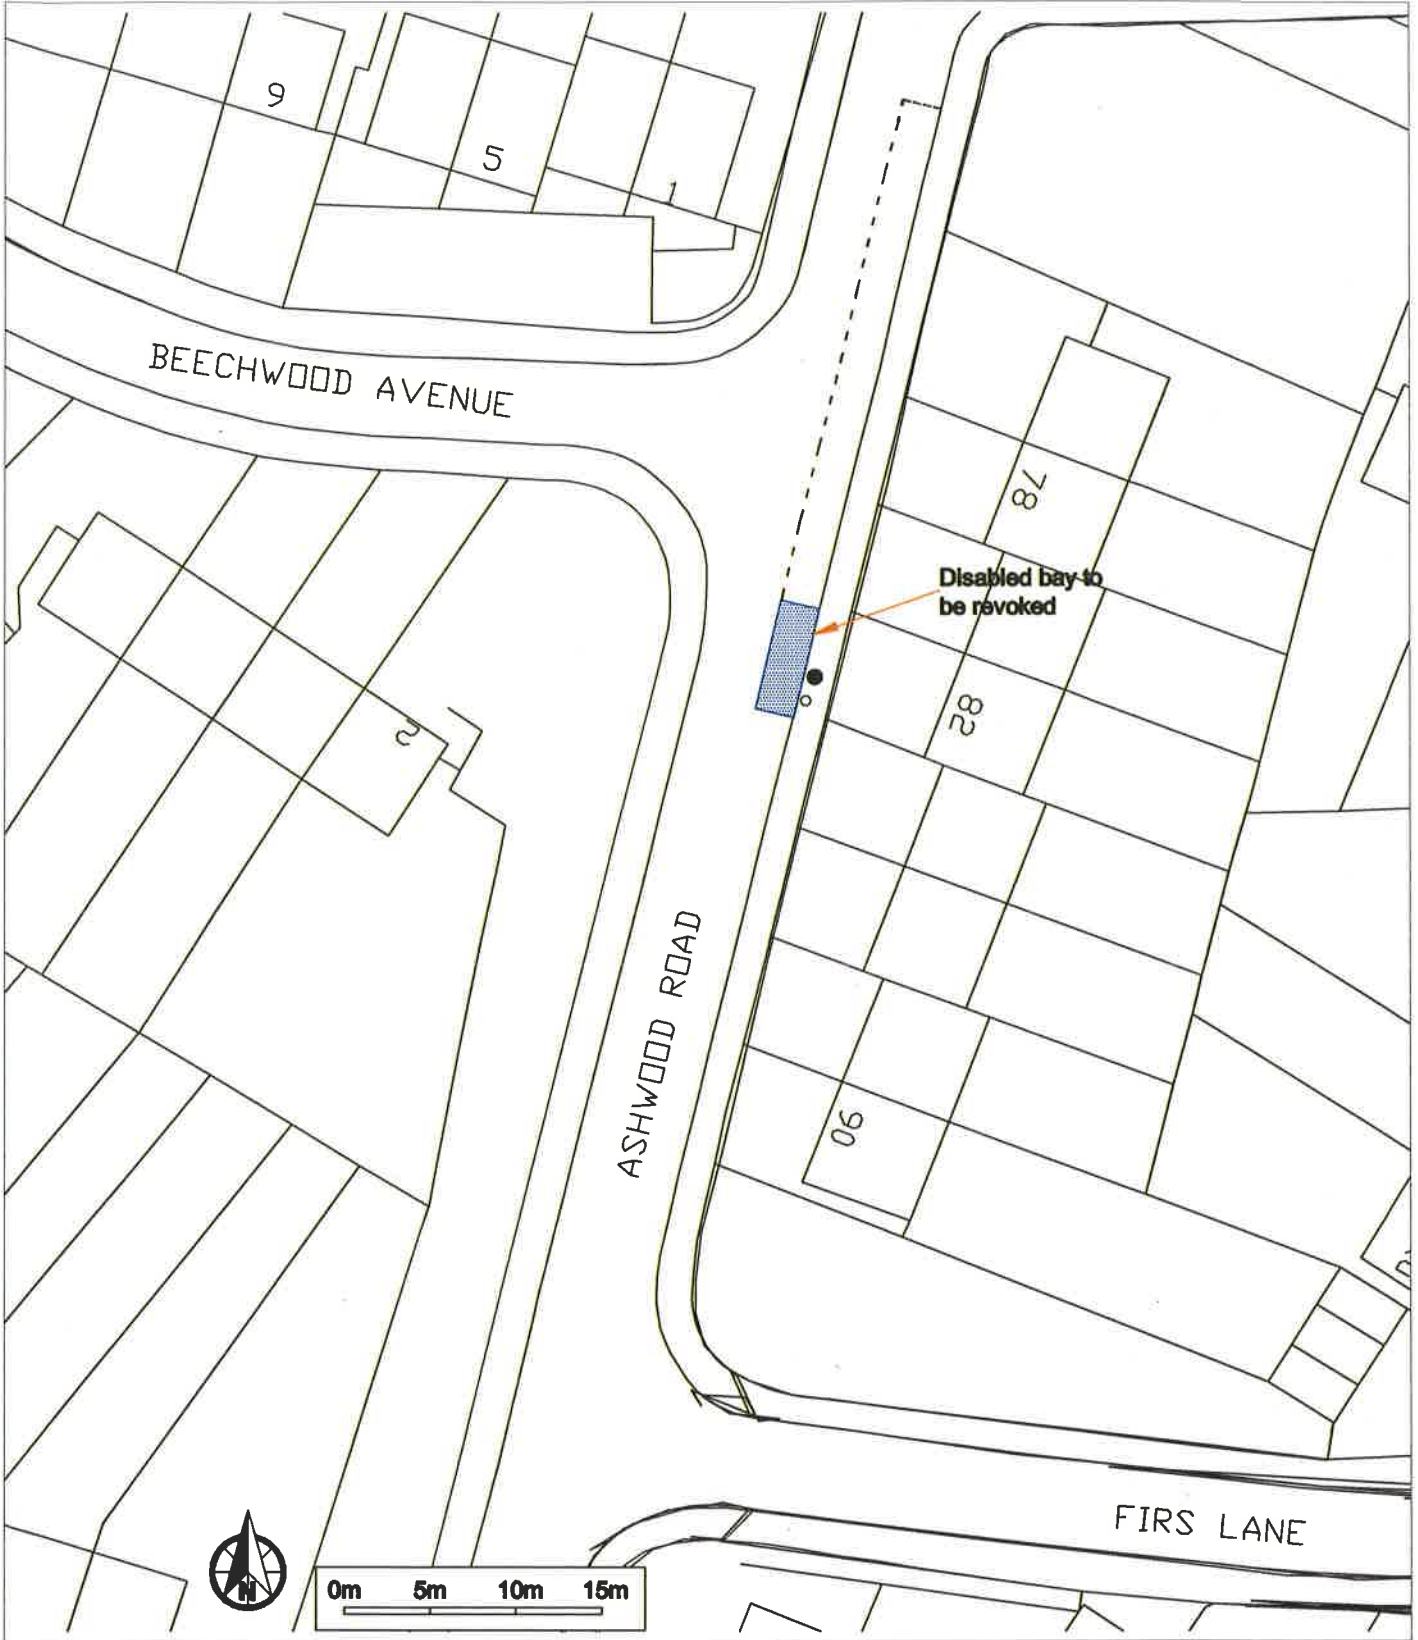 9
5
1
BEECHWOOD AVENUE
78
Disabled bay to
be revoked
82
2
ASHWOOD ROAD
90
FIRS LANE
N
0m 5m 10m 15m